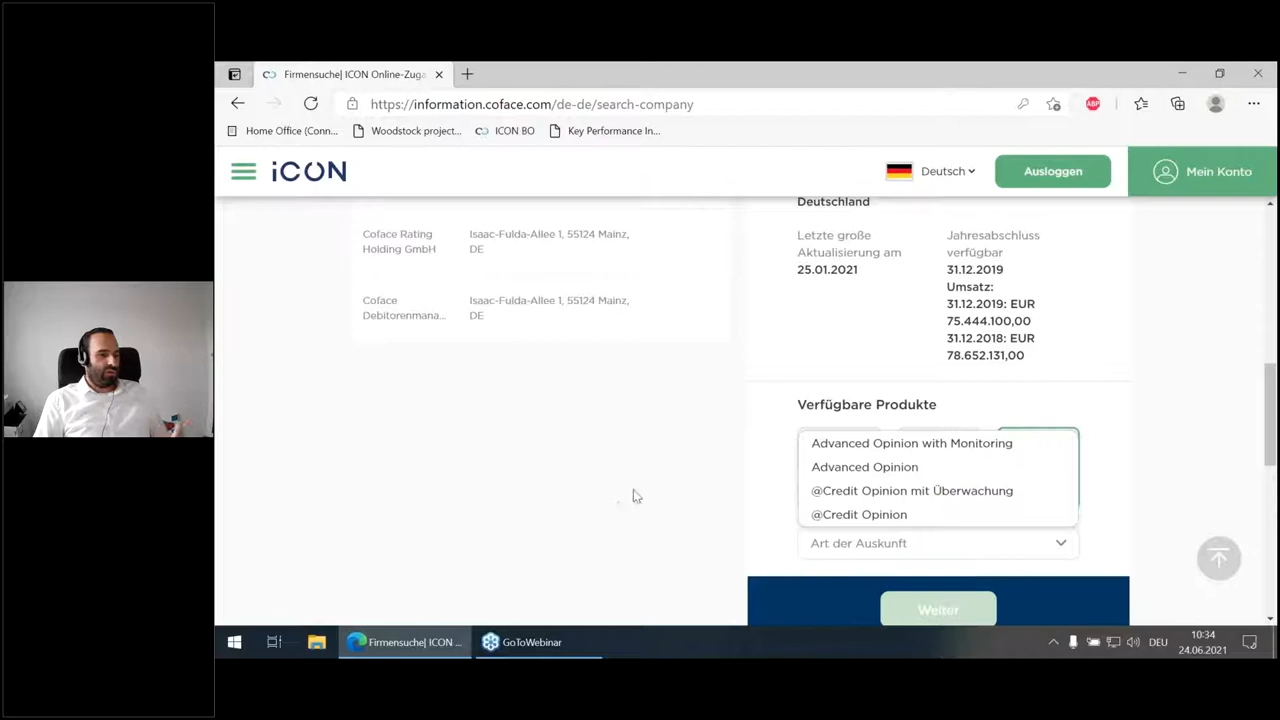 Firmensuche| ICON Online-Zuga
https://information.coface.com/de-de/search-company
ABP
Home Office (Conn...
Woodstock project...
ICON BO
Key Performance In...
iCON
Deutsch
Ausloggen
Mein Konto
Deutschland
Coface Rating
Holding GmbH
Isaac-Fulda-Allee 1, 55124 Mainz,
DE
Coface
Debitorenmana...
Isaac-Fulda-Allee 1, 55124 Mainz,
DE
Letzte große
Aktualisierung am
25.01.2021
Jahresabschluss
verfügbar
31.12.2019
Umsatz:
31.12.2019: EUR
75.444.100,00
31.12.2018: EUR
78.652.131,00
Verfügbare Produkte
Advanced Opinion with Monitoring
Advanced Opinion
@Credit Opinion mit Überwachung
@Credit Opinion
Art der Auskunft
Weiter
Firmensuche| ICON ...
GoToWebinar
DEU
10:34
24.06.2021